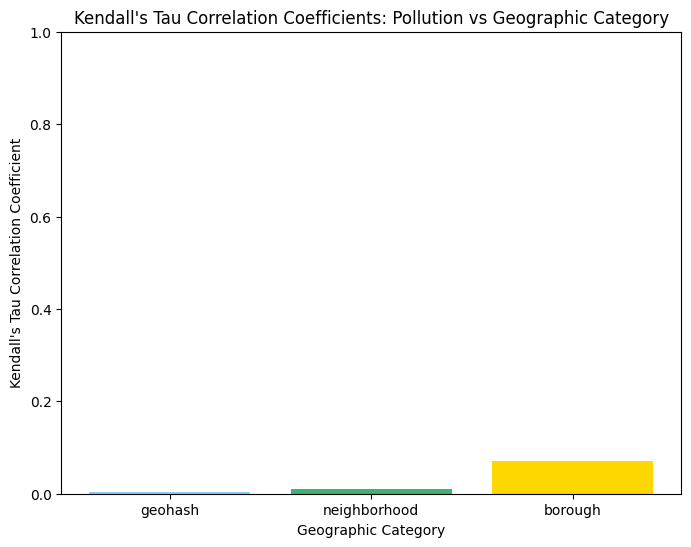 Kendall's Tau Correlation Coefficients: Pollution vs Geographic Category
Kendall's Tau Correlation Coefficient
1.0
0.8
0.6
0.4
0.2
0.0
geohash neighborhood borough
Geographic Category